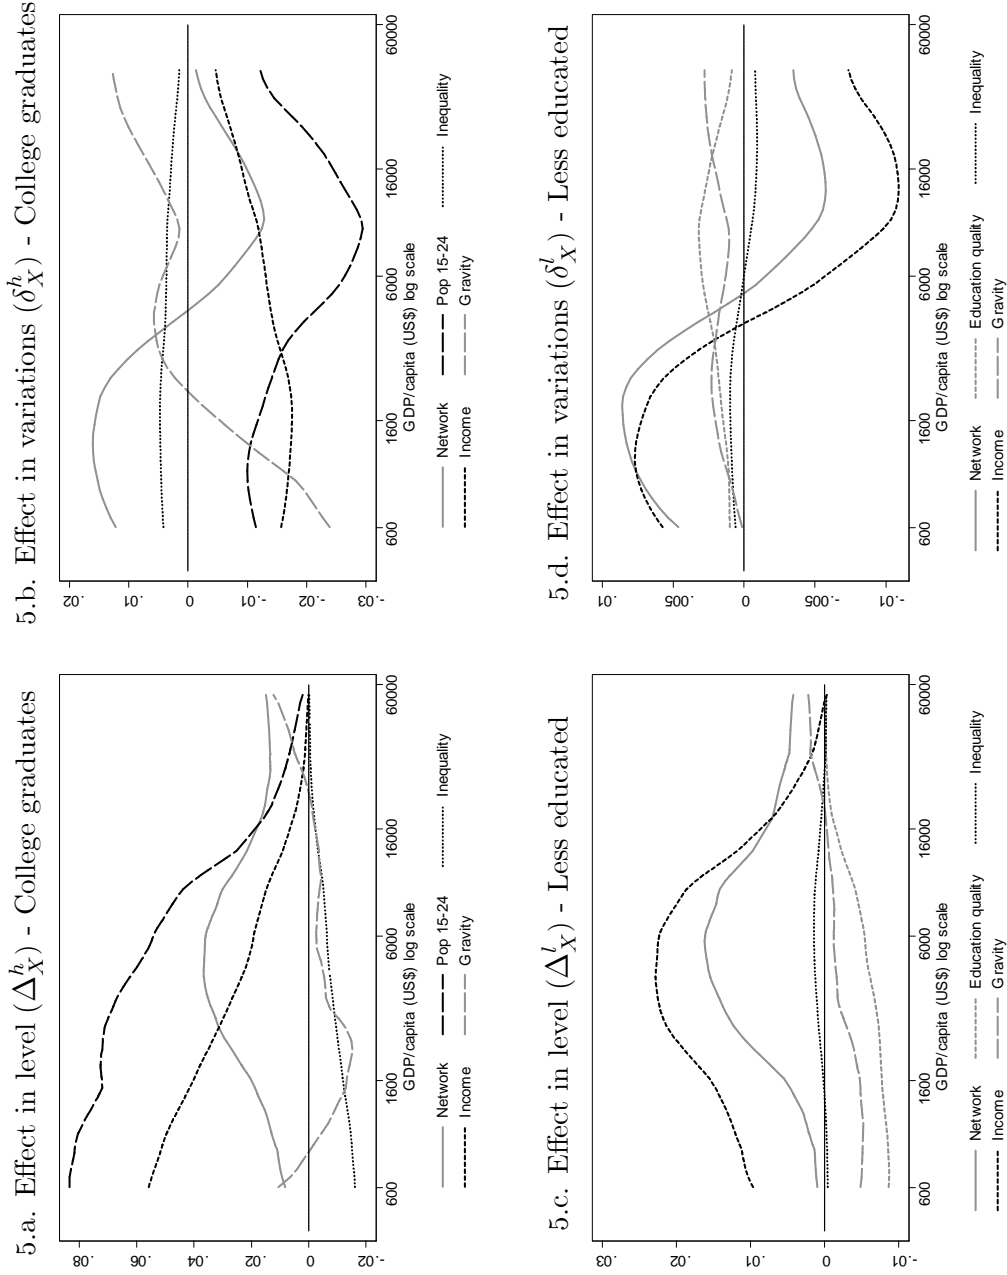 5.a. Effect in level (Δ^h_X) - College graduates
.08
.06
.04
.02
0
-.02
600
1600
6000
16000
60000
GDP/capita (US$) log scale
Network
Pop 15-24
Inequality
Income
Gravity
5.b. Effect in variations (δ^h_X) - College graduates
.02
.01
0
-.01
-.02
-.03
600
1600
6000
16000
60000
GDP/capita (US$) log scale
Network
Pop 15-24
Inequality
Income
Gravity
5.c. Effect in level (Δ^l_X) - Less educated
.03
.02
.01
0
-.01
600
1600
6000
16000
60000
GDP/capita (US$) log scale
Network
Education quality
Inequality
Income
Gravity
5.d. Effect in variations (δ^l_X) - Less educated
.01
.005
0
-.005
-.01
600
1600
6000
16000
60000
GDP/capita (US$) log scale
Network
Education quality
Inequality
Income
Gravity